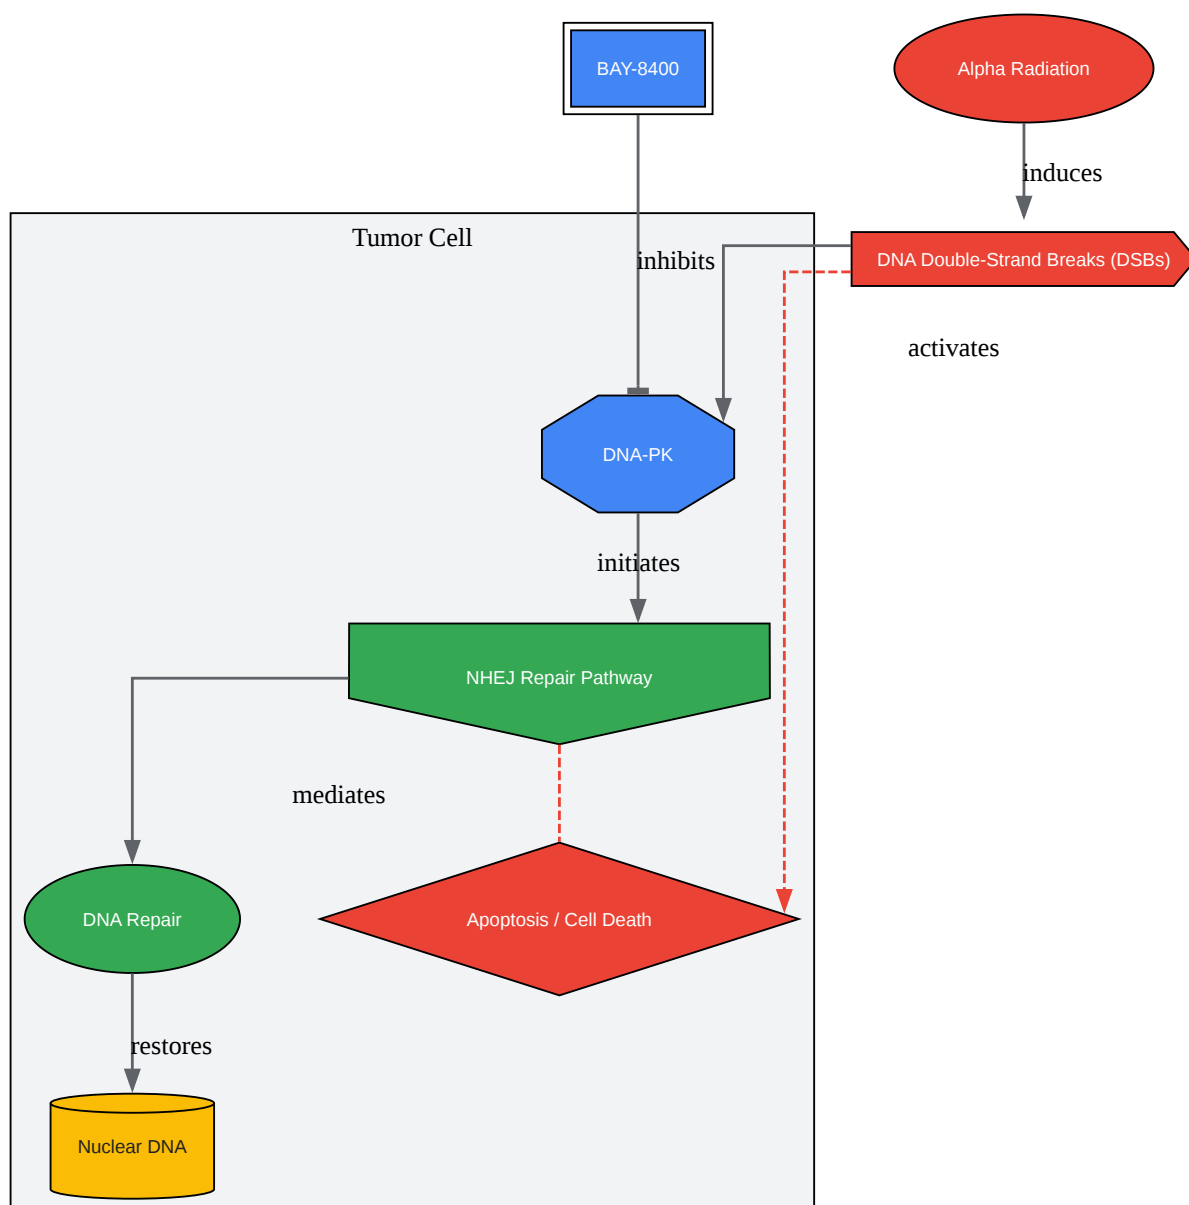 BAY-8400
Alpha Radiation
induces
Tumor Cell
inhibits
DNA Double-Strand Breaks (DSBs)
activates
DNA-PK
initiates
NHEJ Repair Pathway
mediates
DNA Repair
Apoptosis / Cell Death
restores
Nuclear DNA